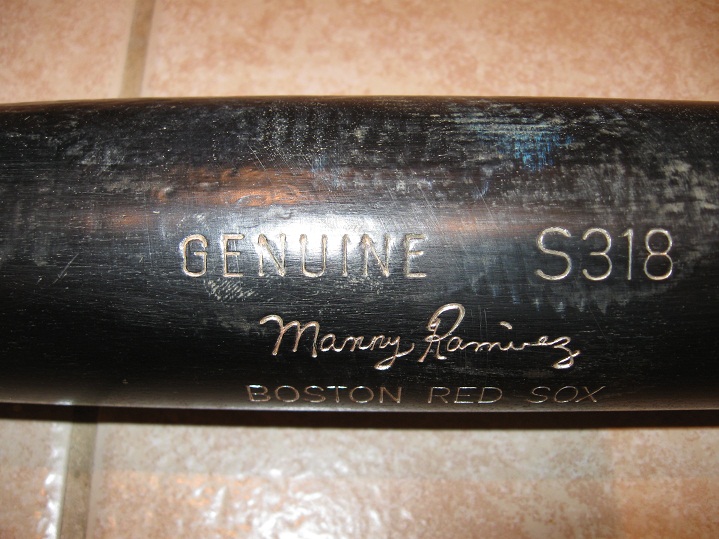 GENUINE S318
Manny Ramirez
BOSTON RED SOX